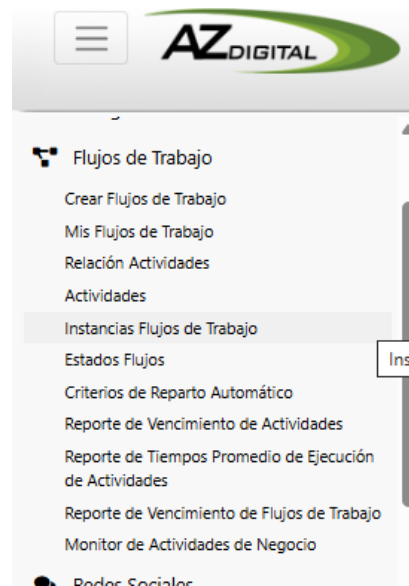 AZDIGITAL
Flujos de Trabajo
Crear Flujos de Trabajo
Mis Flujos de Trabajo
Relación Actividades
Actividades
Instancias Flujos de Trabajo
Estados Flujos
Ins
Criterios de Reparto Automático
Reporte de Vencimiento de Actividades
Reporte de Tiempos Promedio de Ejecución
de Actividades
Reporte de Vencimiento de Flujos de Trabajo
Monitor de Actividades de Negocio
Redes Sociales